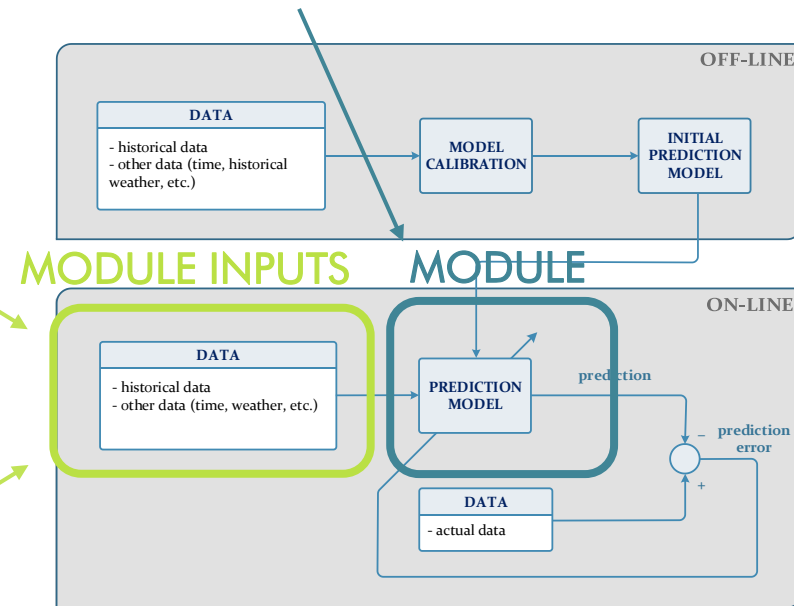 OFF-LINE
DATA
- historical data
- other data (time, historical
weather, etc.)
MODEL
CALIBRATION
INITIAL
PREDICTION
MODEL
MODULE INPUTS
MODULE
ON-LINE
DATA
- historical data
- other data (time, weather, etc.)
PREDICTION
MODEL
prediction
–
prediction
error
+
DATA
- actual data